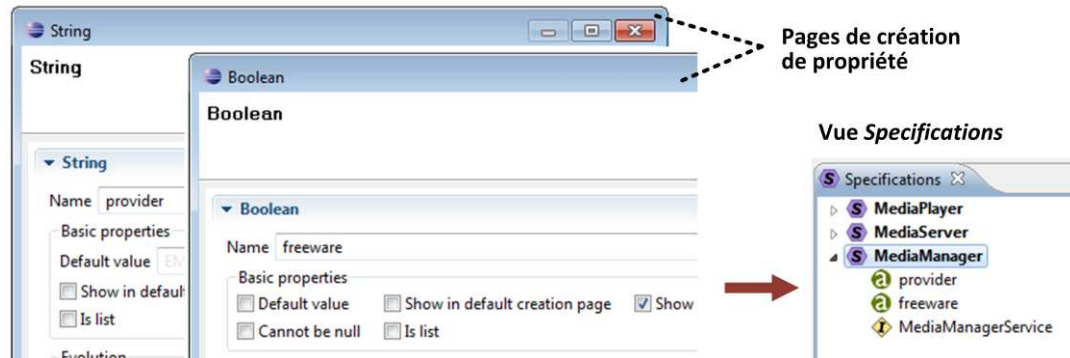 String
String
String
Name provider
Basic properties
Default value
Show in default
Is list
Evolution
Boolean
Boolean
Boolean
Name freeware
Basic properties
Default value Show in default creation page Show
Cannot be null Is list
Pages de création
de propriété
Vue Specifications
Specifications
S MediaPlayer
S MediaServer
S MediaManager
a provider
a freeware
MediaManagerService